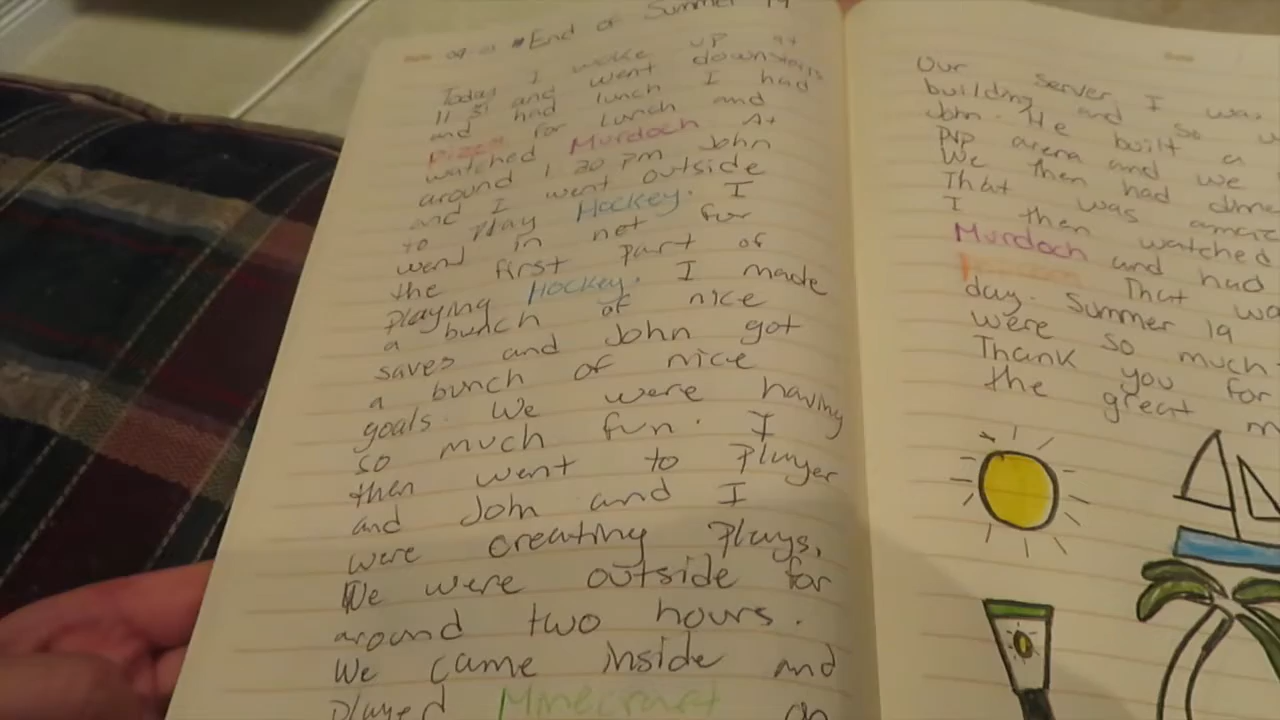 #End of Summer 19
Today I woke up at
11 31 and went downstairs
and had lunch I had
Pizza for lunch and
watched Murdoch At
around 1 20 pm John
and I went outside
to play Hockey. I
went in net for
the first part of
playing Hockey. I made
a bunch of nice
saves and John got
a bunch of nice
goals. We were having
so much fun. I
then went to Player
and John and I
were creating Plays.
We were outside for
around two hours.
We came inside and
played Minecraft on
Our Server, I was
building and so w
John. He built a
PVP arena and we
We then had dinne
That was amaz
I then watched
Murdoch and had
That wa
day. Summer 19
were so much
Thank you for
the great m